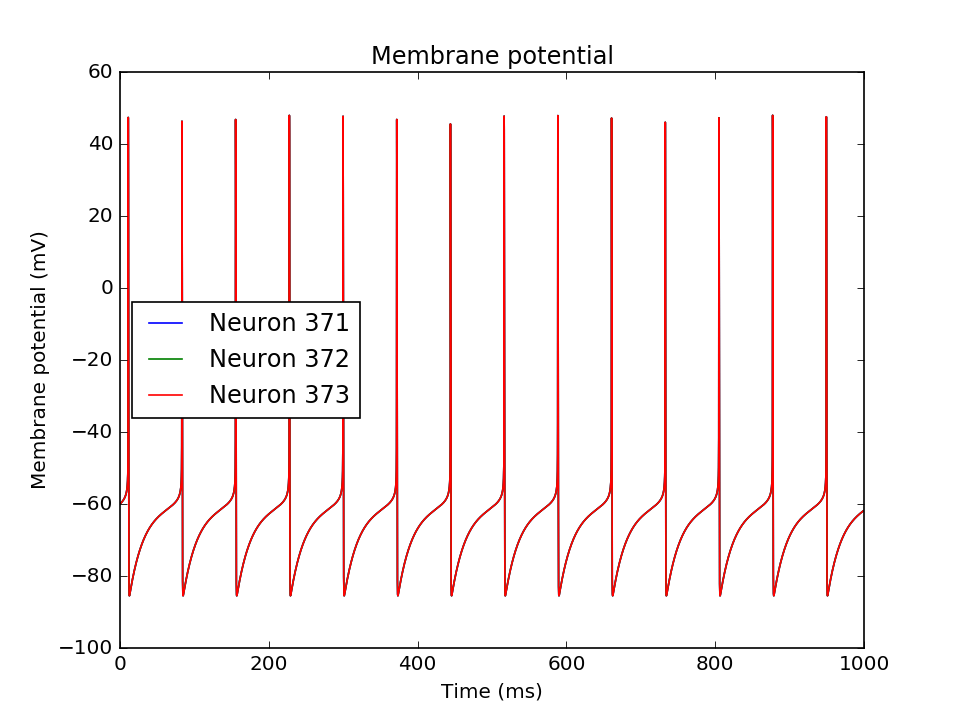 Membrane potential
60
40
20
0
−20
−40
−60
−80
−100
Membrane potential (mV)
Neuron 371
Neuron 372
Neuron 373
0 200 400 600 800 1000
Time (ms)